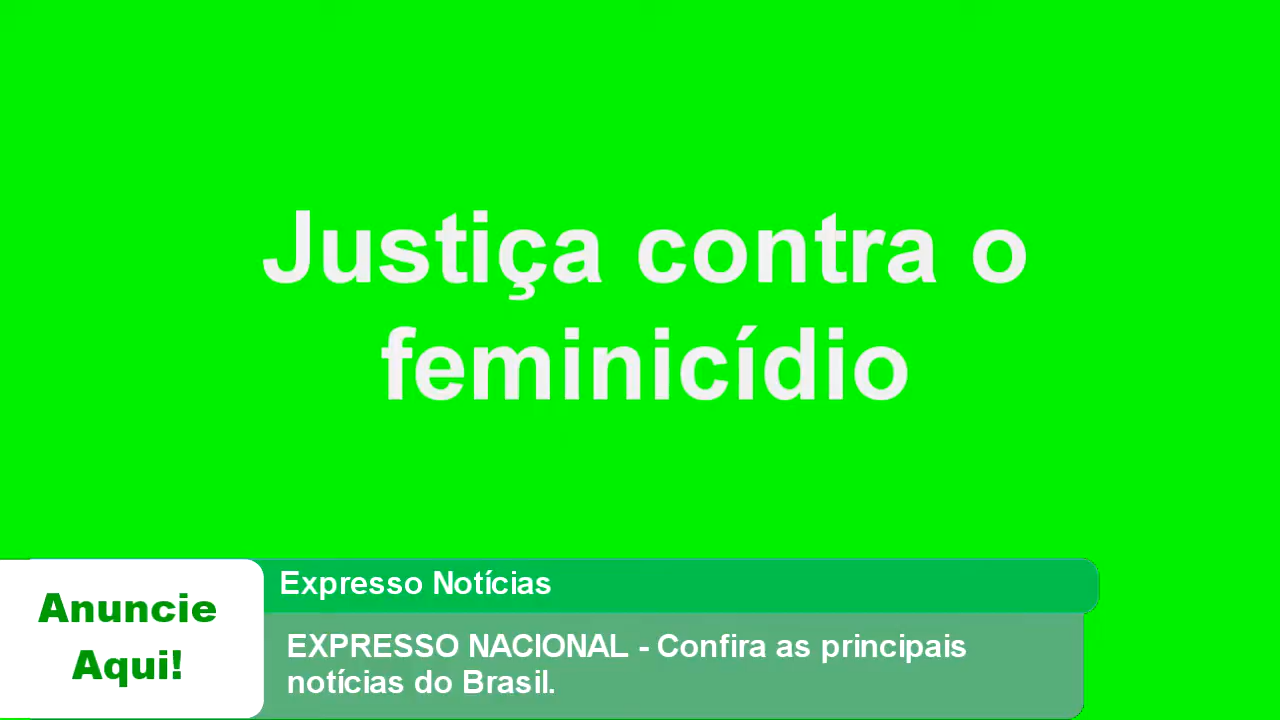 Justiça contra o
feminicídio
Anuncie
Aqui!
Expresso Notícias
EXPRESSO NACIONAL - Confira as principais
notícias do Brasil.